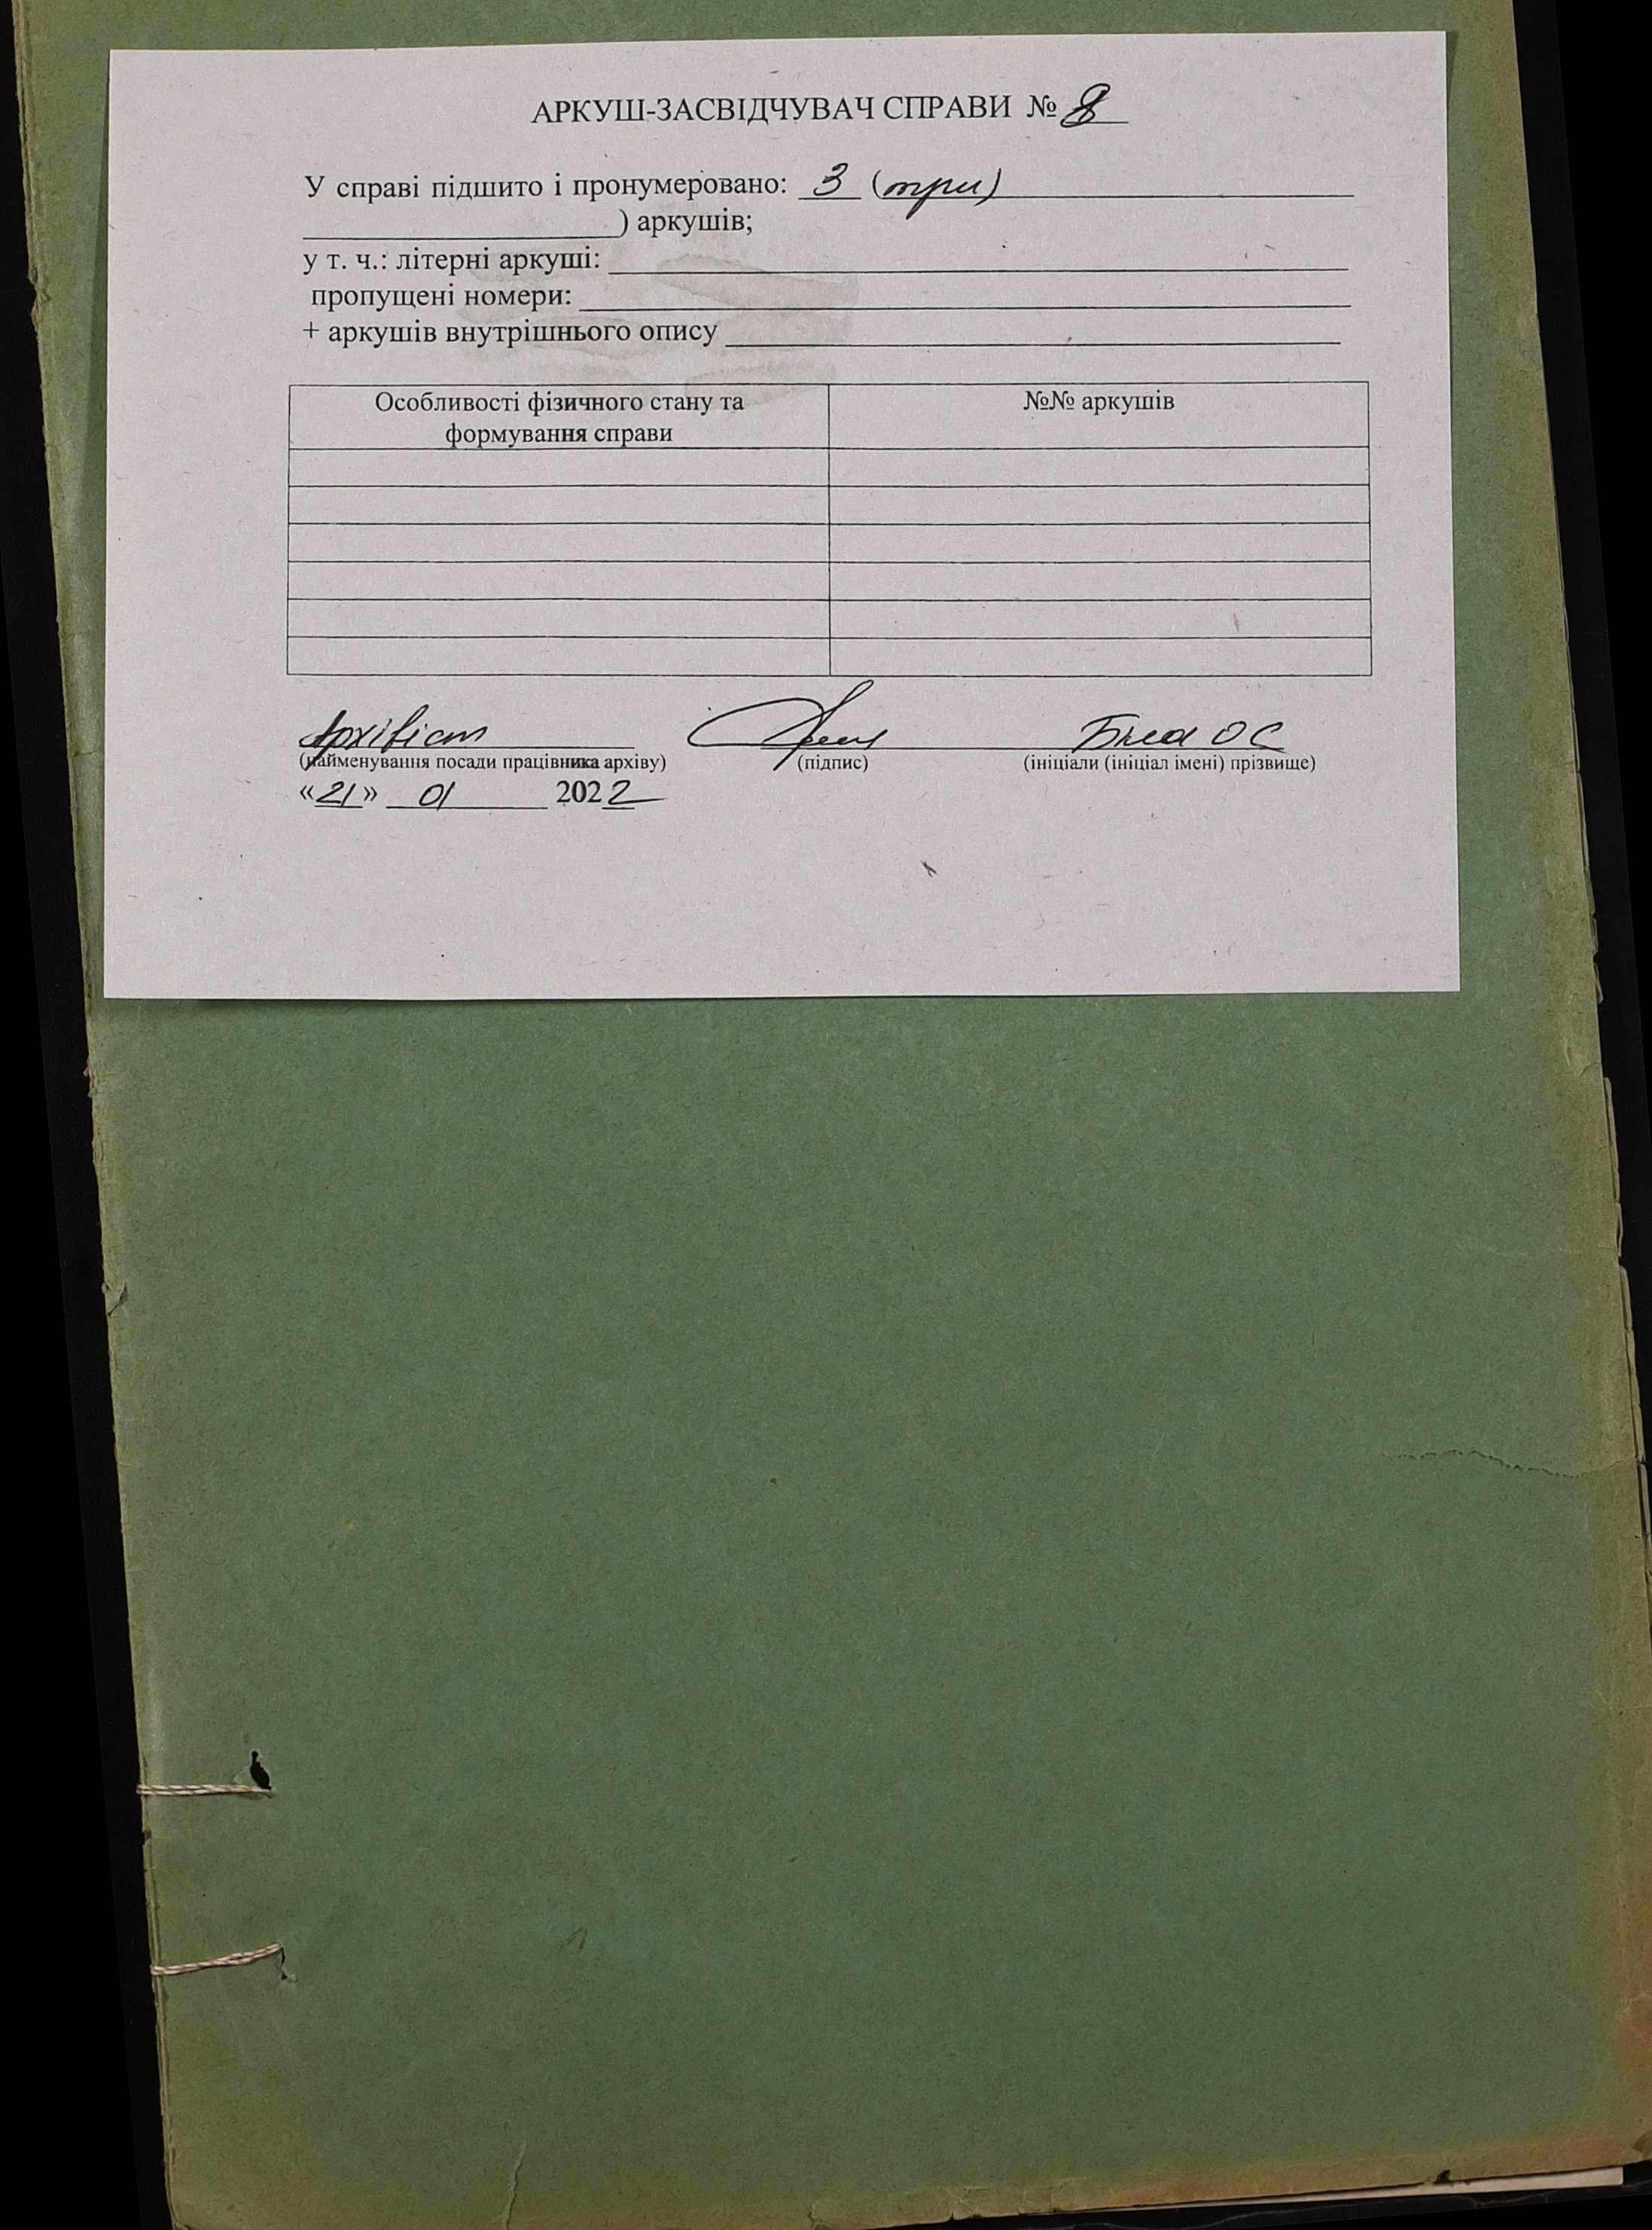 АРКУШ-ЗАСВІДЧУВАЧ СПРАВИ № 8
У справі підшито і пронумеровано: 3 (три)
) аркушів;
у т. ч.: літерні аркуші:
пропущені номери:
+ аркушів внутрішнього опису
Особливості фізичного стану та формування справи №№ аркушів
Архівіст Біла ОС
(найменування посади працівника архіву) (підпис) (ініціали (ініціал імені) прізвище)
«21» 01 2022